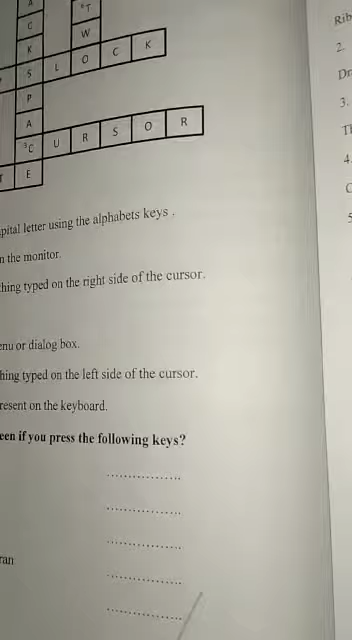 A
C
⁶T
K
W
S L O C K
P
A
³C U R S O R
T E
pital letter using the alphabets keys .
n the monitor.
hing typed on the right side of the cursor.
enu or dialog box.
hing typed on the left side of the cursor.
resent on the keyboard.
een if you press the following keys?
ran
Rib
2.
Dr
3.
4.